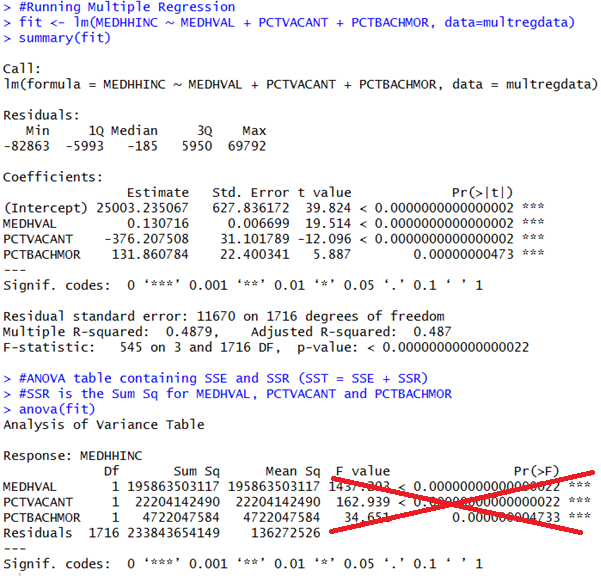 > #Running Multiple Regression
> fit <- lm(MEDHHINC ~ MEDHVAL + PCTVACANT + PCTBACHMOR, data=multregdata)
> summary(fit)
Call:
lm(formula = MEDHHINC ~ MEDHVAL + PCTVACANT + PCTBACHMOR, data = multregdata)
Residuals:
Min 1Q Median 3Q Max
-82863 -5993 -185 5950 69792
Coefficients:
Estimate Std. Error t value Pr(>|t|)
(Intercept) 25003.235067 627.836172 39.824 < 0.0000000000000002 ***
MEDHVAL 0.130716 0.006699 19.514 < 0.0000000000000002 ***
PCTVACANT -376.207508 31.101789 -12.096 < 0.0000000000000002 ***
PCTBACHMOR 131.860784 22.400341 5.887 0.00000000473 ***
---
Signif. codes: 0 ‘***’ 0.001 ‘**’ 0.01 ‘*’ 0.05 ‘.’ 0.1 ‘ ’ 1
Residual standard error: 11670 on 1716 degrees of freedom
Multiple R-squared: 0.4879, Adjusted R-squared: 0.487
F-statistic: 545 on 3 and 1716 DF, p-value: < 0.00000000000000022
> #ANOVA table containing SSE and SSR (SST = SSE + SSR)
> #SSR is the Sum Sq for MEDHVAL, PCTVACANT and PCTBACHMOR
> anova(fit)
Analysis of Variance Table
Response: MEDHHINC
Df Sum Sq Mean Sq F value Pr(>F)
MEDHVAL 1 195863503117 195863503117 < 0.00000000000000022 ***
PCTVACANT 1 22204142490 22204142490 162.939 < 0.00000000000000022 ***
PCTBACHMOR 1 4722047584 4722047584 34.651 0.000000004733 ***
Residuals 1716 233843654149 136272526
---
Signif. codes: 0 ‘***’ 0.001 ‘**’ 0.01 ‘*’ 0.05 ‘.’ 0.1 ‘ ’ 1